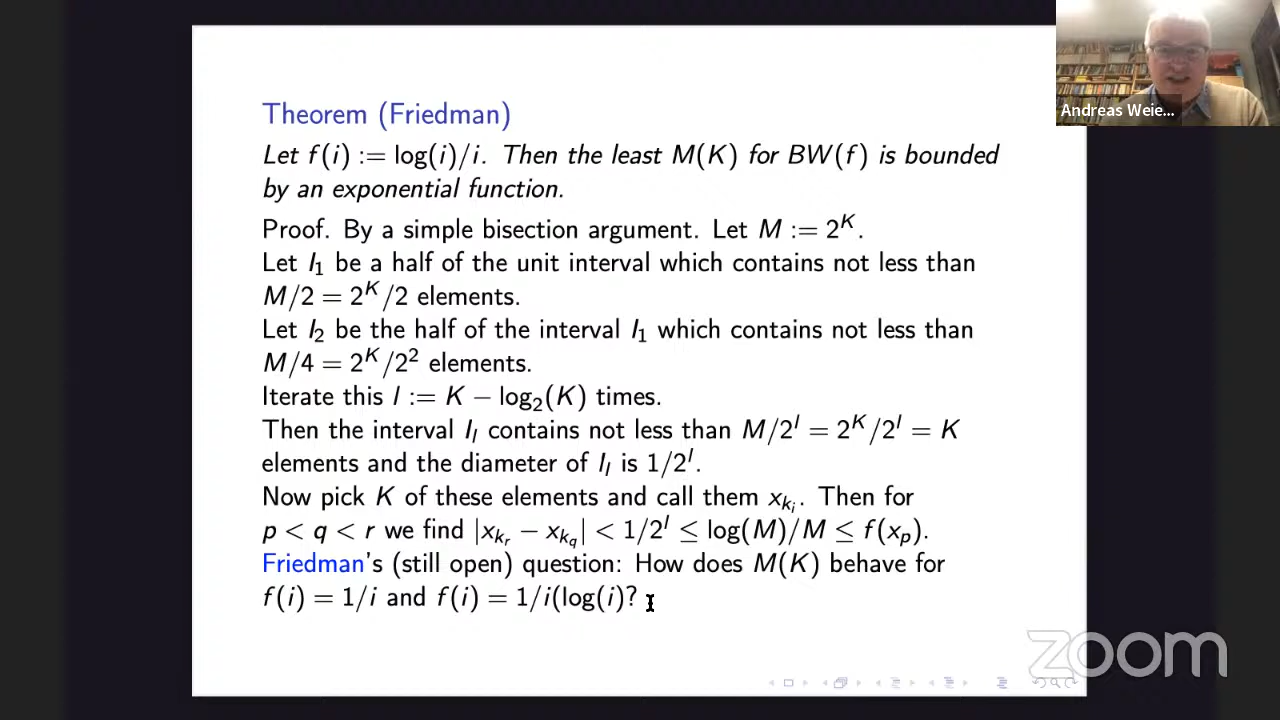 Theorem (Friedman)
Let f(i) := log(i)/i. Then the least M(K) for BW(f) is bounded
by an exponential function.
Proof. By a simple bisection argument. Let M := 2^K.
Let I_1 be a half of the unit interval which contains not less than
M/2 = 2^K/2 elements.
Let I_2 be the half of the interval I_1 which contains not less than
M/4 = 2^K/2^2 elements.
Iterate this l := K − log_2(K) times.
Then the interval I_l contains not less than M/2^l = 2^K/2^l = K
elements and the diameter of I_l is 1/2^l.
Now pick K of these elements and call them x_{k_i}. Then for
p < q < r we find |x_{k_r} − x_{k_q}| < 1/2^l ≤ log(M)/M ≤ f(x_p).
Friedman's (still open) question: How does M(K) behave for
f(i) = 1/i and f(i) = 1/i(log(i)?
Andreas Weie...
zoom